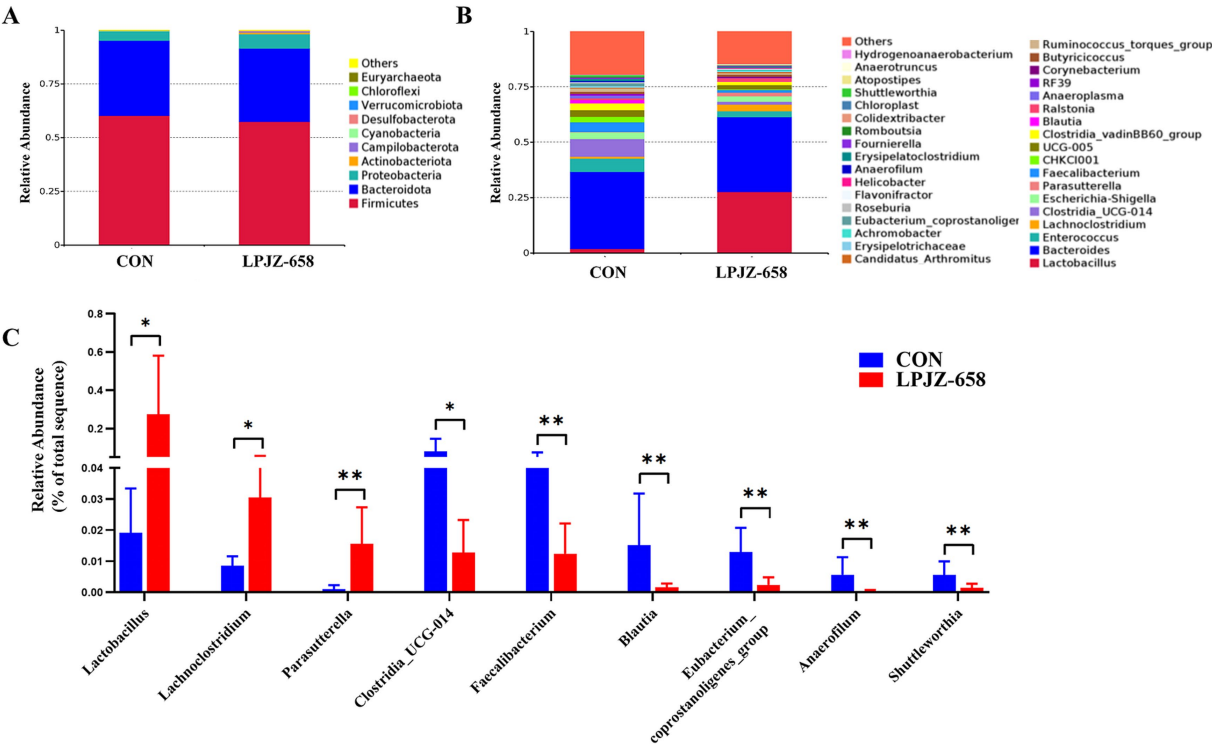 A
Relative Abundance
1
0.75
0.5
0.25
0
CON
LPJZ-658
Others
Euryarchaeota
Chloroflexi
Verrucomicrobiota
Desulfobacterota
Cyanobacteria
Campilobacterota
Actinobacteriota
Proteobacteria
Bacteroidota
Firmicutes
B
Relative Abundance
1
0.75
0.5
0.25
0
CON
LPJZ-658
Others
Hydrogenoanaerobacterium
Anaerotruncus
Atopostipes
Shuttleworthia
Chloroplast
Colidextribacter
Romboutsia
Fournierella
Erysipelatoclostridium
Anaerofilum
Helicobacter
Flavonifractor
Roseburia
Eubacterium_coprostanoliger
Achromobacter
Erysipelotrichaceae
Candidatus_Arthromitus
Ruminococcus_torques_group
Butyricicoccus
Corynebacterium
RF39
Anaeroplasma
Ralstonia
Blautia
Clostridia_vadinBB60_group
UCG-005
CHKCI001
Faecalibacterium
Parasutterella
Escherichia-Shigella
Clostridia_UCG-014
Lachnoclostridium
Enterococcus
Bacteroides
Lactobacillus
C
Relative Abundance
(% of total sequence)
0.8
0.6
0.4
0.2
0.04
0.03
0.02
0.01
0.00
*
*
**
*
**
**
**
**
**
CON
LPJZ-658
Lactobacillus
Lachnoclostridium
Parasutterella
Clostridia_UCG-014
Faecalibacterium
Blautia
Eubacterium_
coprostanoligenes_group
Anaerofilum
Shuttleworthia